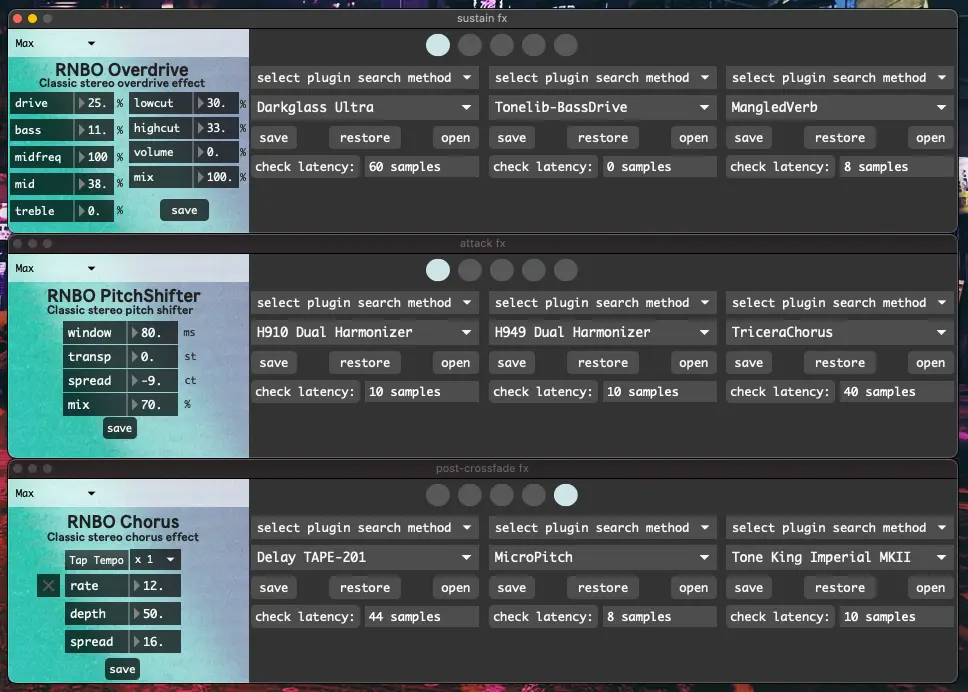 sustain fx
Max
RNBO Overdrive
Classic stereo overdrive effect
drive 25. % lowcut 30. %
bass 11. % highcut 33. %
midfreq 100 % volume 0. %
mid 38. % mix 100. %
treble 0. % save
select plugin search method select plugin search method select plugin search method
Darkglass Ultra Tonelib-BassDrive MangledVerb
save restore open save restore open save restore open
check latency: 60 samples check latency: 0 samples check latency: 8 samples
attack fx
Max
RNBO PitchShifter
Classic stereo pitch shifter
window 80. ms
transp 0. st
spread -9. ct
mix 70. %
save
select plugin search method select plugin search method select plugin search method
H910 Dual Harmonizer H949 Dual Harmonizer TriceraChorus
save restore open save restore open save restore open
check latency: 10 samples check latency: 10 samples check latency: 40 samples
post-crossfade fx
Max
RNBO Chorus
Classic stereo chorus effect
Tap Tempo x 1
rate 12.
depth 50.
spread 16.
save
select plugin search method select plugin search method select plugin search method
Delay TAPE-201 MicroPitch Tone King Imperial MKII
save restore open save restore open save restore open
check latency: 44 samples check latency: 8 samples check latency: 10 samples